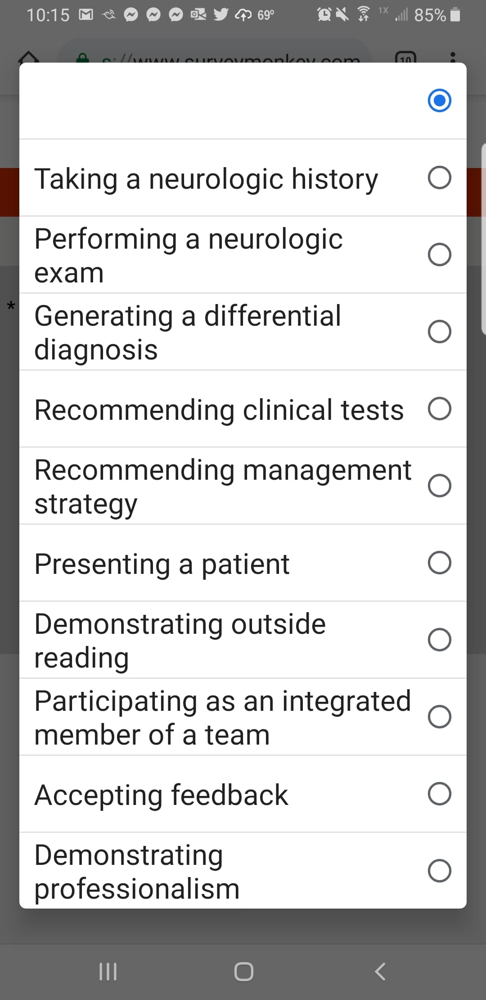 10:15 69° 1X 85%
s://www.surveymonkey.com 10
Taking a neurologic history
Performing a neurologic
exam
*
Generating a differential
diagnosis
Recommending clinical tests
Recommending management
strategy
Presenting a patient
Demonstrating outside
reading
Participating as an integrated
member of a team
Accepting feedback
Demonstrating
professionalism